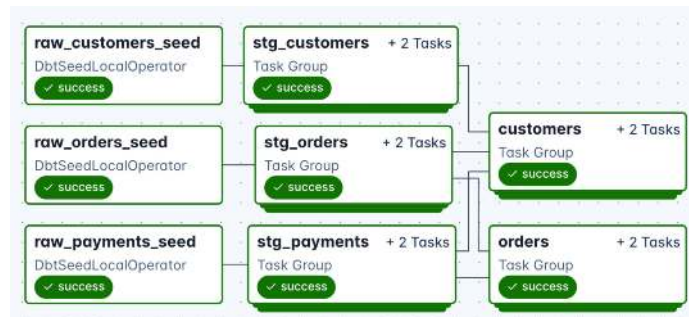 raw_customers_seed
DbtSeedLocalOperator
success
stg_customers + 2 Tasks
Task Group
success
raw_orders_seed
DbtSeedLocalOperator
success
stg_orders + 2 Tasks
Task Group
success
customers + 2 Tasks
Task Group
success
raw_payments_seed
DbtSeedLocalOperator
success
stg_payments + 2 Tasks
Task Group
success
orders + 2 Tasks
Task Group
success